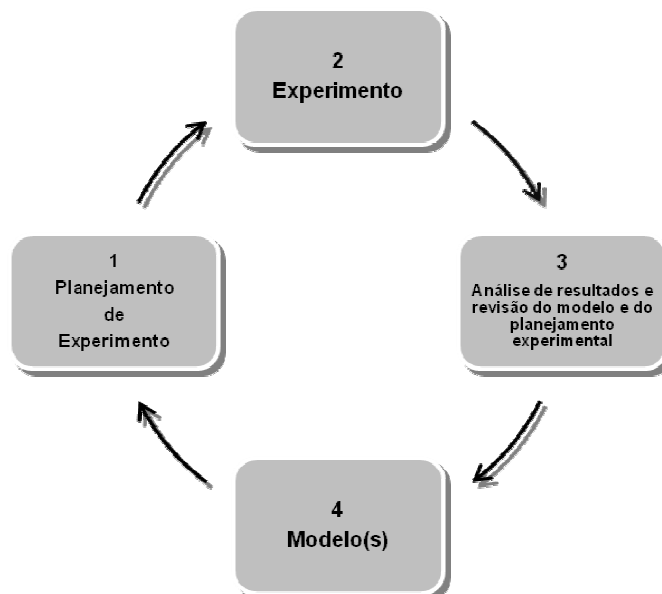 2
Experimento
1
Planejamento
de
Experimento
3
Análise de resultados e
revisão do modelo e do
planejamento
experimental
4
Modelo(s)